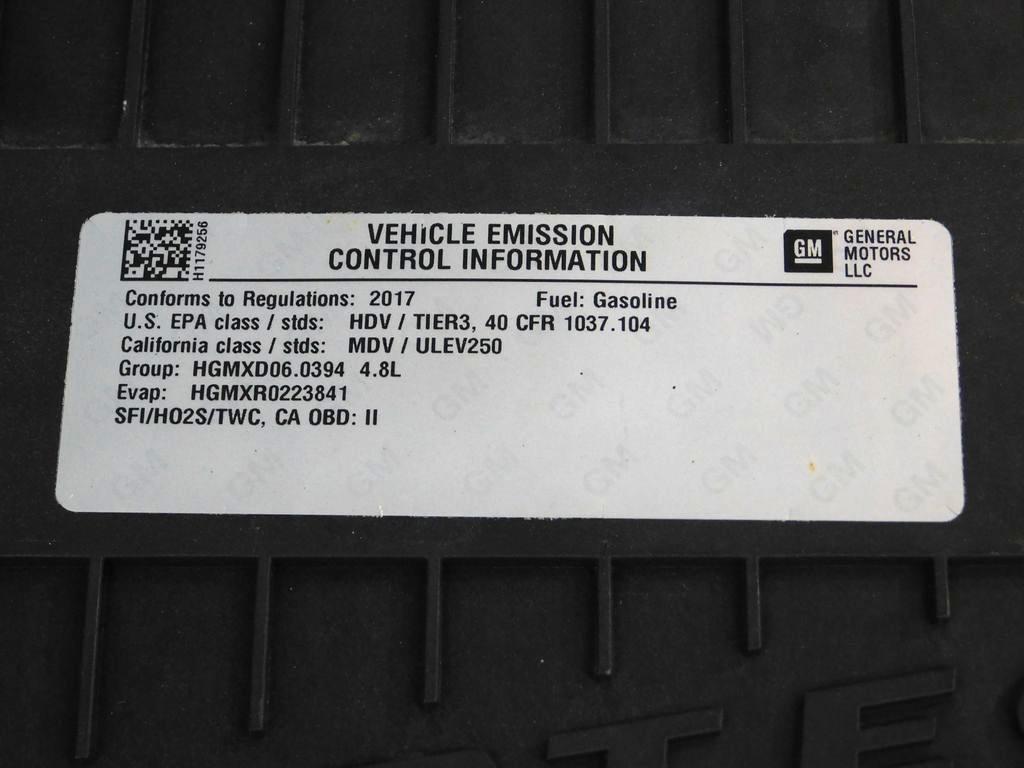 H1179256
VEHICLE EMISSION
CONTROL INFORMATION
GM
GENERAL
MOTORS
LLC
Conforms to Regulations: 2017 Fuel: Gasoline
U.S. EPA class / stds: HDV / TIER3, 40 CFR 1037.104
California class / stds: MDV / ULEV250
Group: HGMXD06.0394 4.8L
Evap: HGMXR0223841
SFI/HO2S/TWC, CA OBD: II